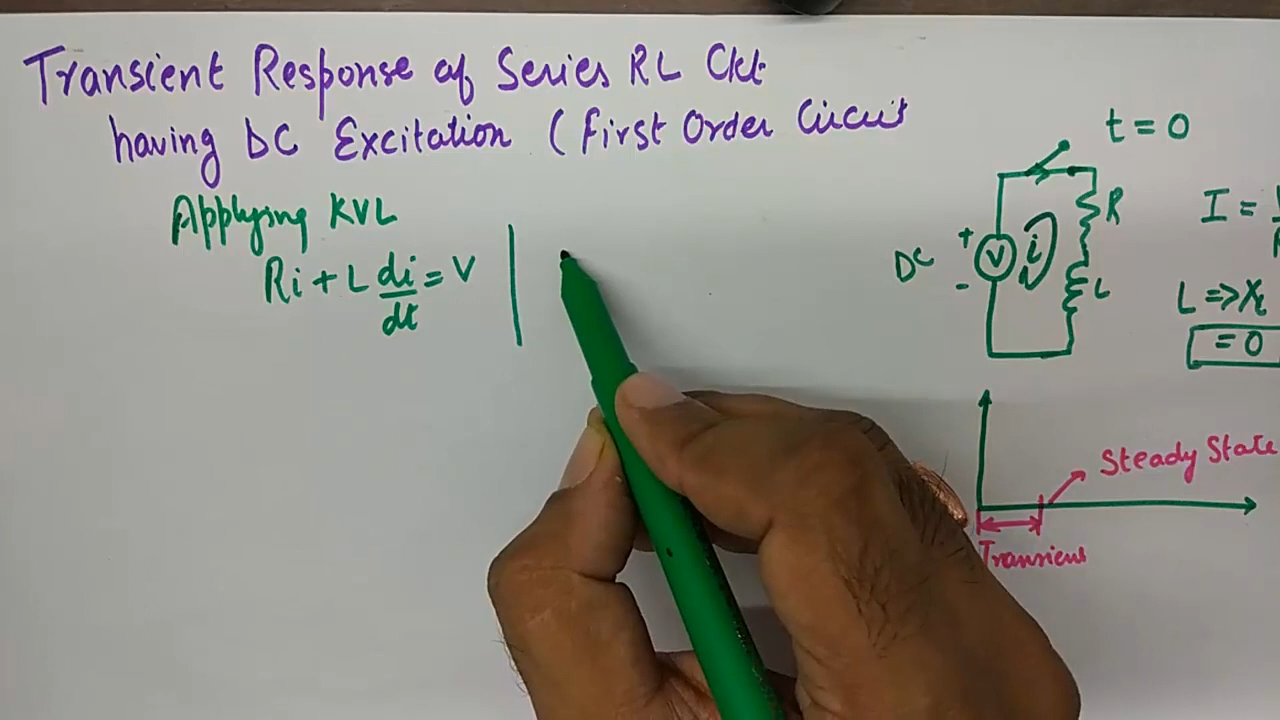 Transient Response of Series RL Ckt
having DC Excitation (First Order Circuit
Applying KVL
Ri + L di/dt = V
t = 0
R
I =
DC + V - i
L
L => XL
= 0
Steady State
Transient